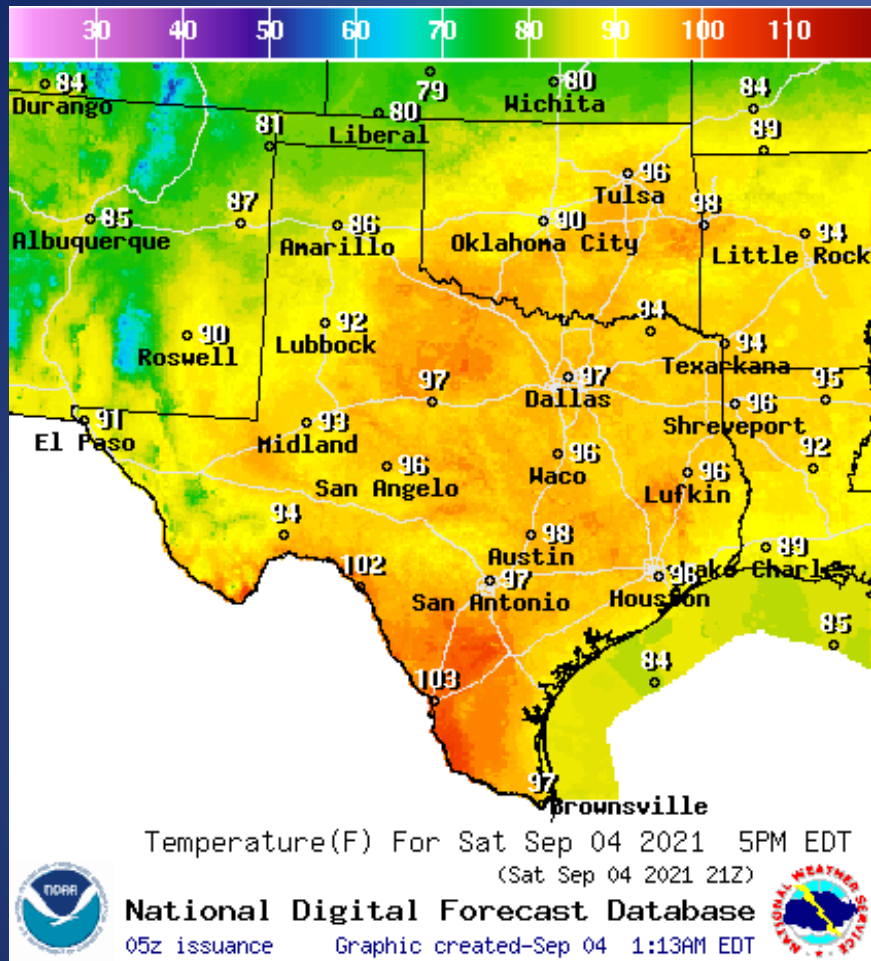 30 40 50 60 70 80 90 100 110
84
Durango
79
80
Wichita
84
80
Liberal
81
89
96
Tulsa
85
Albuquerque
87
86
Amarillo
90
Oklahoma City
98
94
Little Rock
90
Roswell
92
Lubbock
94
94
Texarkana
97
97
Dallas
96
Shreveport
95
91
El Paso
93
Midland
96
San Angelo
96
Waco
96
Lufkin
92
94
98
Austin
89
Lake Charles
102
97
San Antonio
96
Houston
85
84
103
97
Brownsville
Temperature(F) For Sat Sep 04 2021 5PM EDT
(Sat Sep 04 2021 21Z)
NOAA
National Digital Forecast Database
05z issuance Graphic created-Sep 04 1:13AM EDT
NATIONAL WEATHER SERVICE